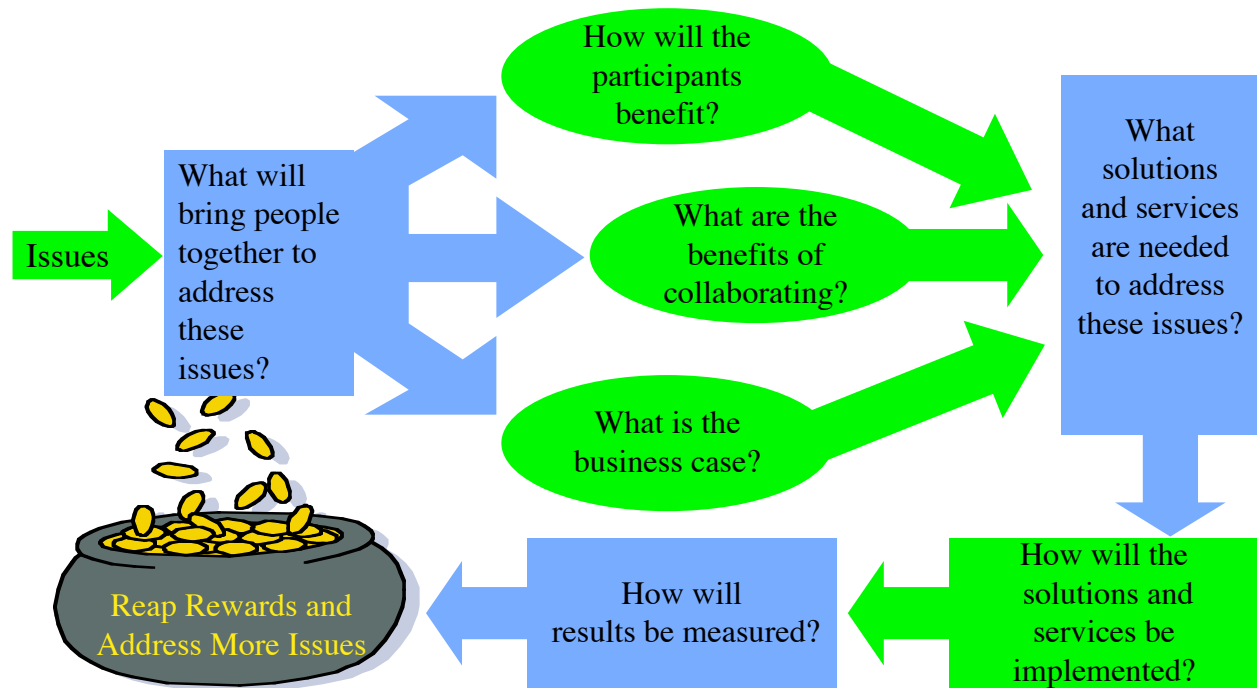 Issues
What will
bring people
together to
address
these
issues?
How will the
participants
benefit?
What are the
benefits of
collaborating?
What is the
business case?
What
solutions
and services
are needed
to address
these issues?
How will the
solutions and
services be
implemented?
How will
results be measured?
Reap Rewards and
Address More Issues